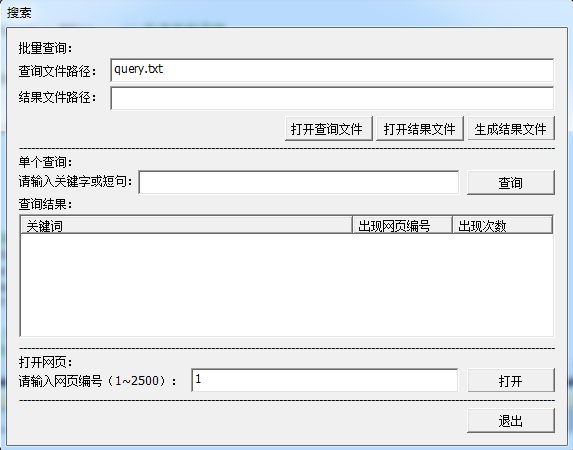 搜索
批量查询：
查询文件路径： query.txt
结果文件路径：
打开查询文件 打开结果文件 生成结果文件
单个查询：
请输入关键字或短句： 查询
查询结果：
关键词 出现网页编号 出现次数
打开网页：
请输入网页编号（1~2500）： 1 打开
退出